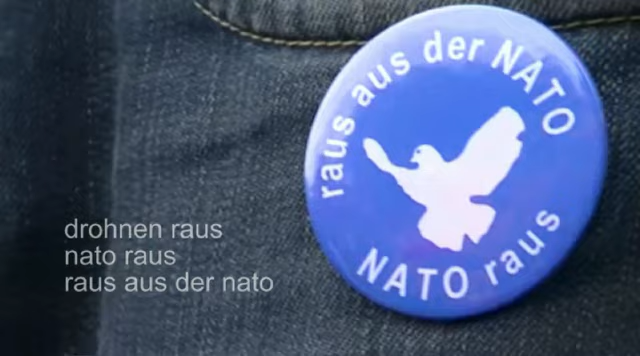 raus aus der NATO
NATO raus
drohnen raus
nato raus
raus aus der nato